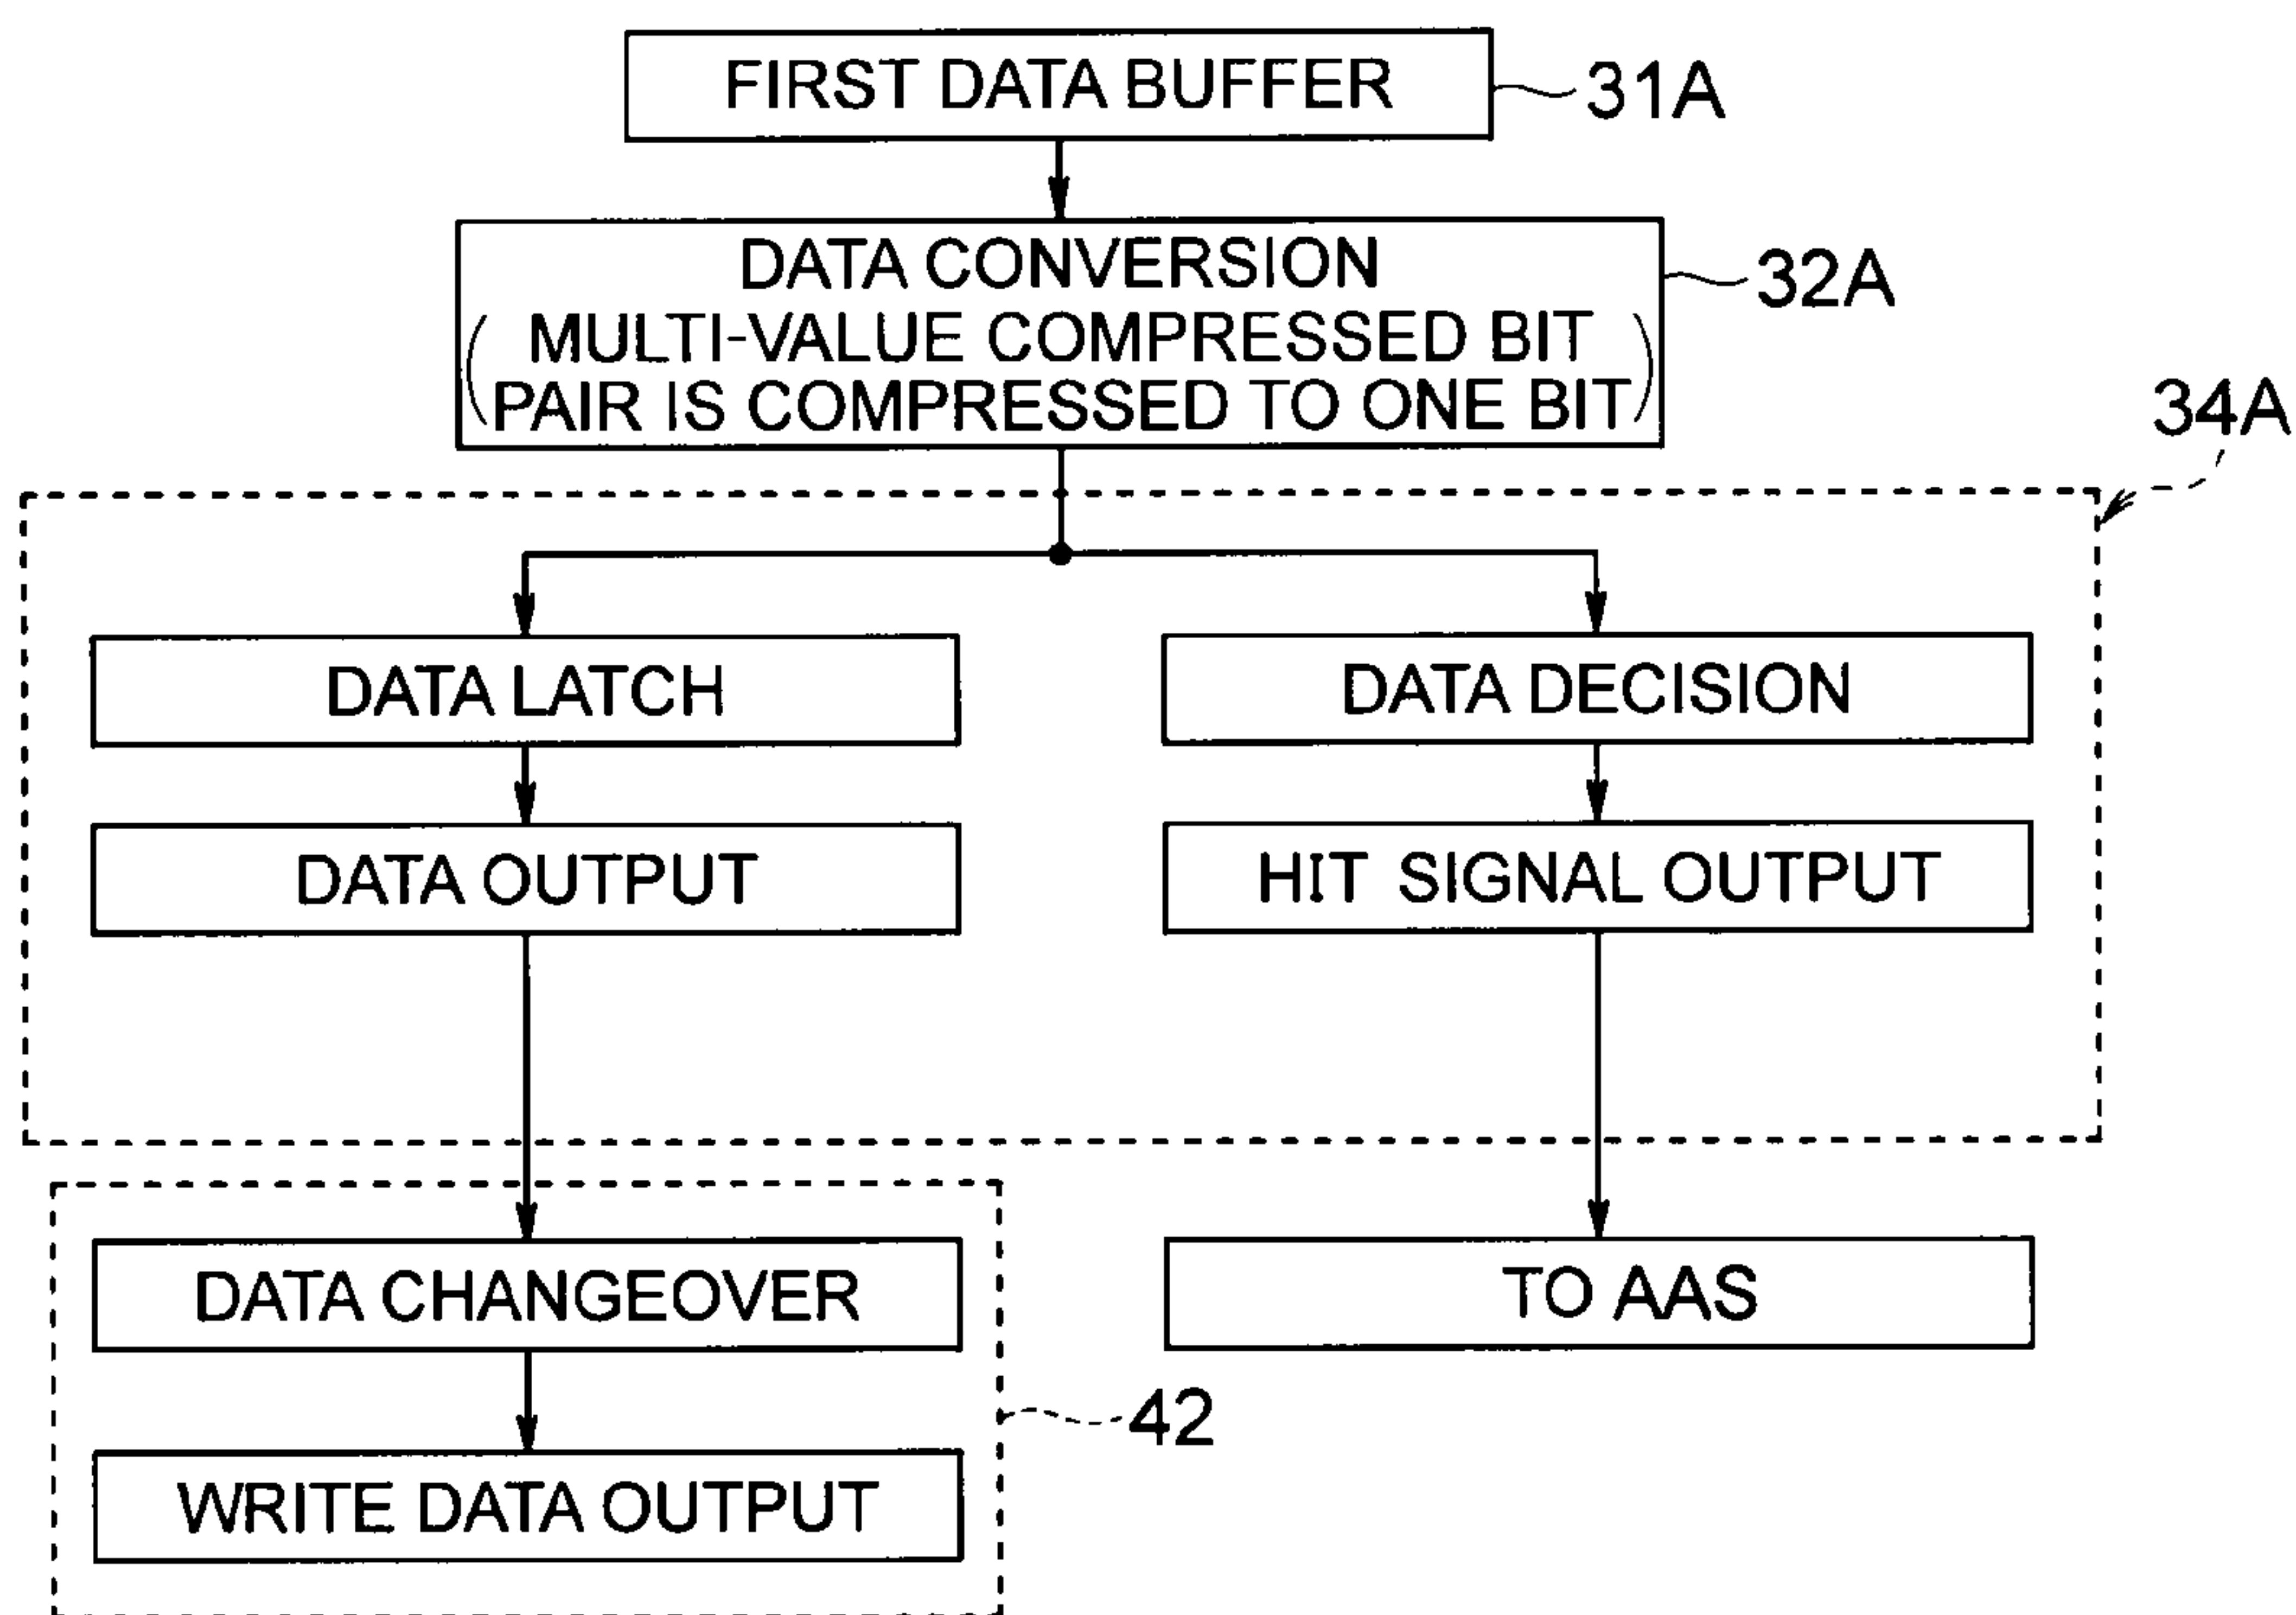 FIRST DATA BUFFER
31A
DATA CONVERSION
32A
( MULTI-VALUE COMPRESSED BIT
PAIR IS COMPRESSED TO ONE BIT )
34A
DATA LATCH
DATA DECISION
DATA OUTPUT
HIT SIGNAL OUTPUT
DATA CHANGEOVER
TO AAS
42
WRITE DATA OUTPUT